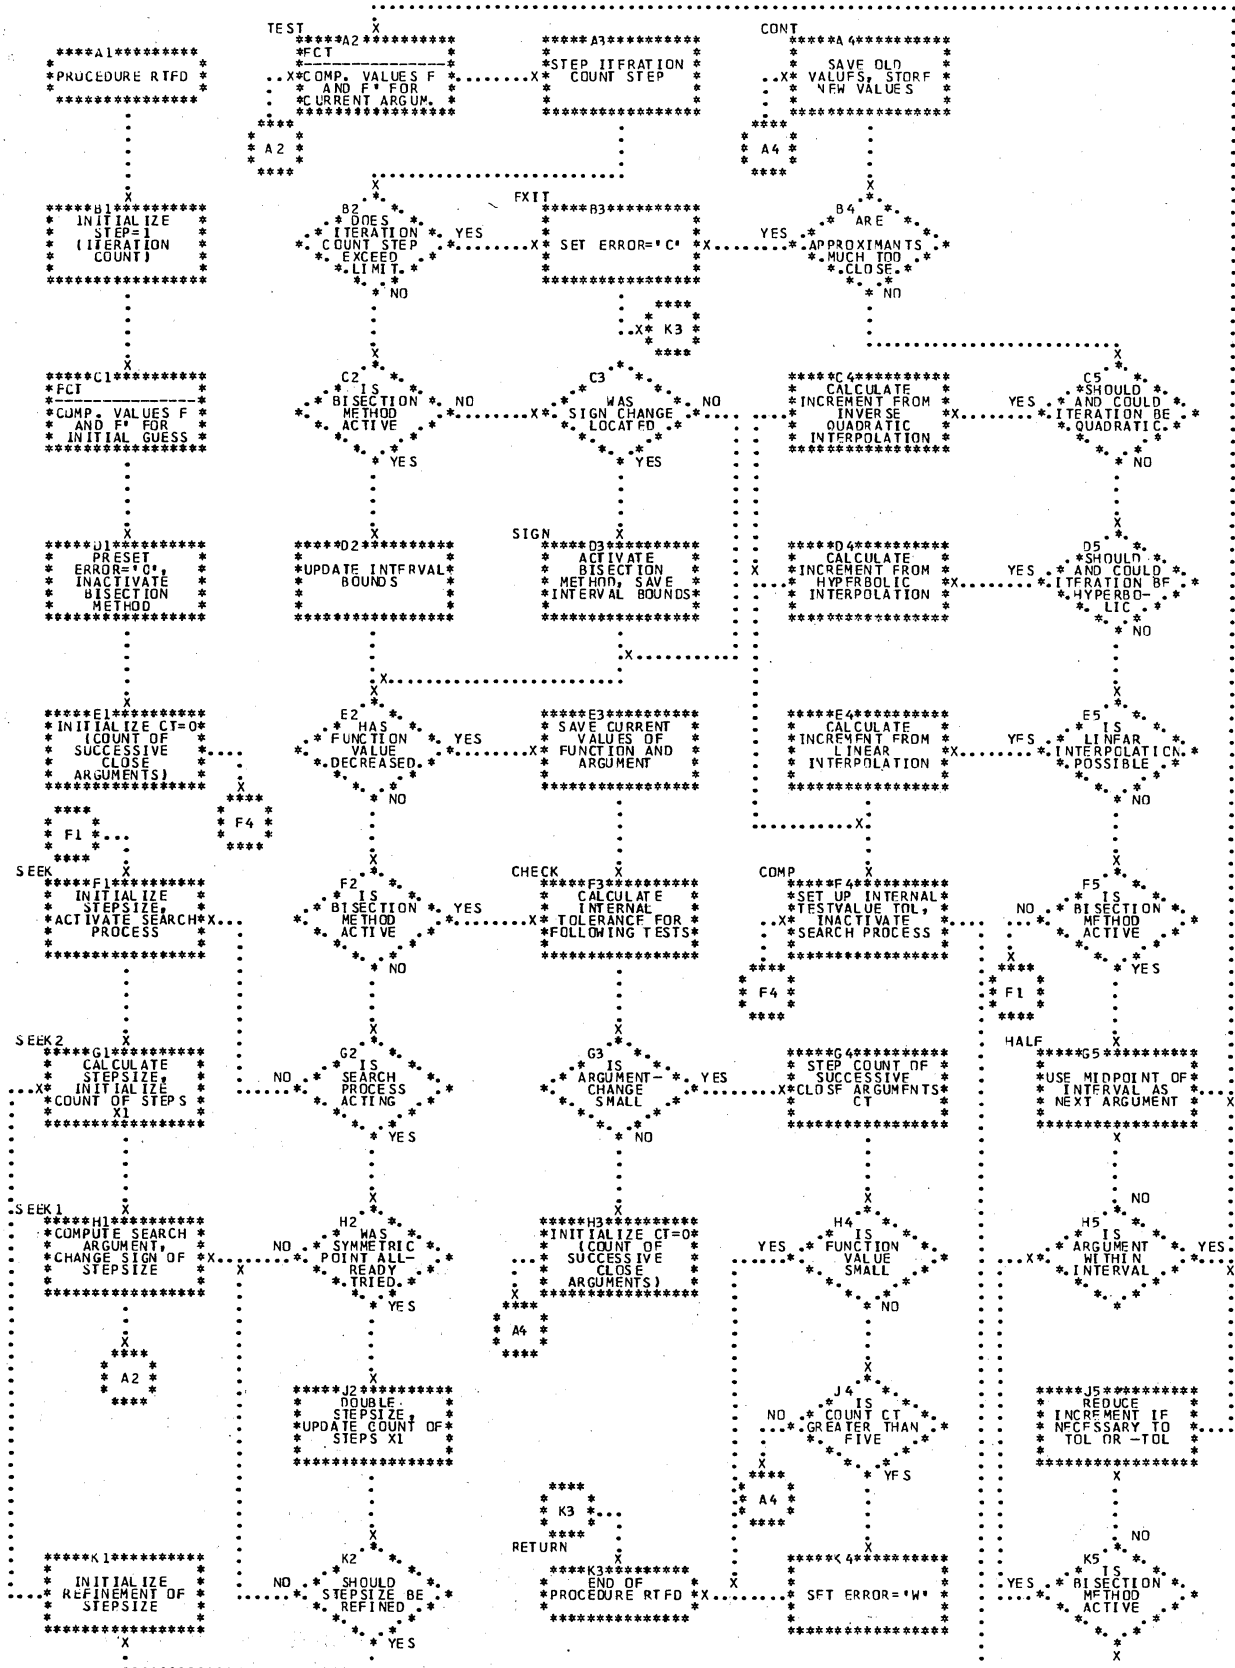 TEST
CONT
A1
PROCEDURE RTFD
A2
FCT
COMP. VALUES F
AND F' FOR
CURRENT ARGUM.
A3
STEP ITERATION
COUNT STEP
A4
SAVE OLD
VALUES, STORE
NEW VALUES
A2
A4
EXIT
B1
INITIALIZE
STEP=1
(ITERATION
COUNT)
B2
DOES
ITERATION
COUNT STEP
EXCEED
LIMIT
YES
NO
B3
SET ERROR='C'
B4
ARE
APPROXIMANTS
MUCH TOO
CLOSE
YES
NO
K3
C1
FCT
COMP. VALUES F
AND F' FOR
INITIAL GUESS
C2
IS
BISECTION
METHOD
ACTIVE
NO
YES
C3
WAS
SIGN CHANGE
LOCATED
NO
YES
C4
CALCULATE
INCREMENT FROM
INVERSE
QUADRATIC
INTERPOLATION
C5
SHOULD
AND COULD
ITERATION BE
QUADRATIC
YES
NO
SIGN
D1
PRESET
ERROR='0',
INACTIVATE
BISECTION
METHOD
D2
UPDATE INTERVAL
BOUNDS
D3
ACTIVATE
BISECTION
METHOD, SAVE
INTERVAL BOUNDS
D4
CALCULATE
INCREMENT FROM
HYPERBOLIC
INTERPOLATION
D5
SHOULD
AND COULD
ITERATION BE
HYPERBO-
LIC
YES
NO
E1
INITIALIZE CT=0
(COUNT OF
SUCCESSIVE
CLOSE
ARGUMENTS)
F4
E2
HAS
FUNCTION
VALUE
DECREASED
YES
NO
E3
SAVE CURRENT
VALUES OF
FUNCTION AND
ARGUMENT
E4
CALCULATE
INCREMENT FROM
LINEAR
INTERPOLATION
E5
IS
LINEAR
INTERPOLATION
POSSIBLE
YES
NO
F1
SEEK
CHECK
COMP
F1
INITIALIZE
STEPSIZE,
ACTIVATE SEARCH
PROCESS
F2
IS
BISECTION
METHOD
ACTIVE
YES
NO
F3
CALCULATE
INTERNAL
TOLERANCE FOR
FOLLOWING TESTS
F4
SET UP INTERNAL
TESTVALUE TOL,
INACTIVATE
SEARCH PROCESS
F4
F5
IS
BISECTION
METHOD
ACTIVE
NO
YES
F1
SEEK2
HALF
G1
CALCULATE
STEPSIZE,
INITIALIZE
COUNT OF STEPS
X1
G2
IS
SEARCH
PROCESS
ACTING
NO
YES
G3
IS
ARGUMENT-
CHANGE
SMALL
YES
NO
G4
STEP COUNT OF
SUCCESSIVE
CLOSE ARGUMENTS
CT
G5
USE MIDPOINT OF
INTERVAL AS
NEXT ARGUMENT
SEEK1
H1
COMPUTE SEARCH
ARGUMENT,
CHANGE SIGN OF
STEPSIZE
A2
H2
WAS
SYMMETRIC
POINT ALL-
READY
TRIED
NO
YES
H3
INITIALIZE CT=0
(COUNT OF
SUCCESSIVE
CLOSE
ARGUMENTS)
A4
H4
IS
FUNCTION
VALUE
SMALL
YES
NO
H5
IS
ARGUMENT
WITHIN
INTERVAL
NO
YES
J2
DOUBLE
STEPSIZE,
UPDATE COUNT OF
STEPS X1
J4
IS
COUNT CT
GREATER THAN
FIVE
NO
YES
A4
J5
REDUCE
INCREMENT IF
NECESSARY TO
TOL OR -TOL
K3
RETURN
K1
INITIALIZE
REFINEMENT OF
STEPSIZE
K2
SHOULD
STEPSIZE BE
REFINED
NO
YES
K3
END OF
PROCEDURE RTFD
K4
SET ERROR='W'
K5
IS
BISECTION
METHOD
ACTIVE
NO
YES